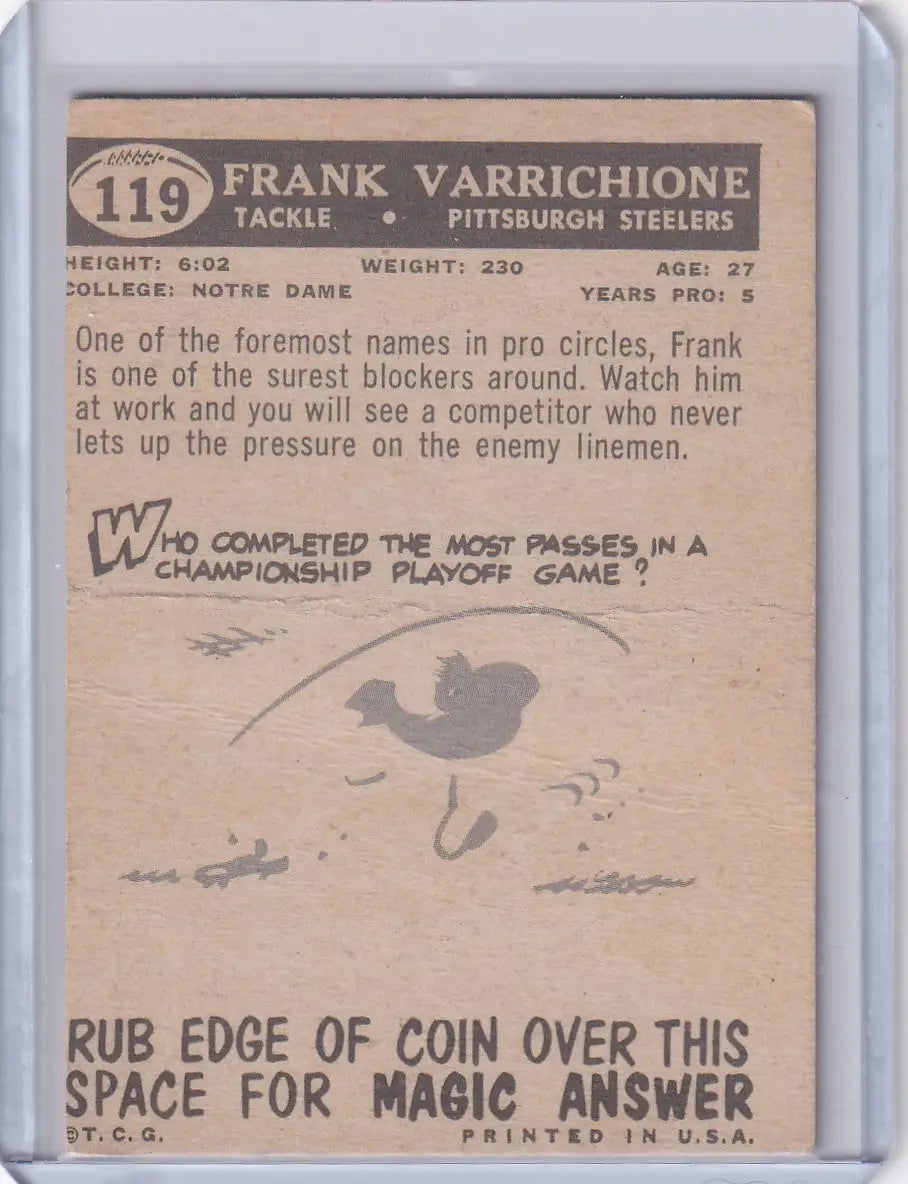 119
FRANK VARRICHIONE
TACKLE • PITTSBURGH STEELERS
HEIGHT: 6:02 WEIGHT: 230 AGE: 27
COLLEGE: NOTRE DAME YEARS PRO: 5
One of the foremost names in pro circles, Frank
is one of the surest blockers around. Watch him
at work and you will see a competitor who never
lets up the pressure on the enemy linemen.
WHO COMPLETED THE MOST PASSES IN A
CHAMPIONSHIP PLAYOFF GAME?
RUB EDGE OF COIN OVER THIS
SPACE FOR MAGIC ANSWER
©T. C. G. PRINTED IN U.S.A.